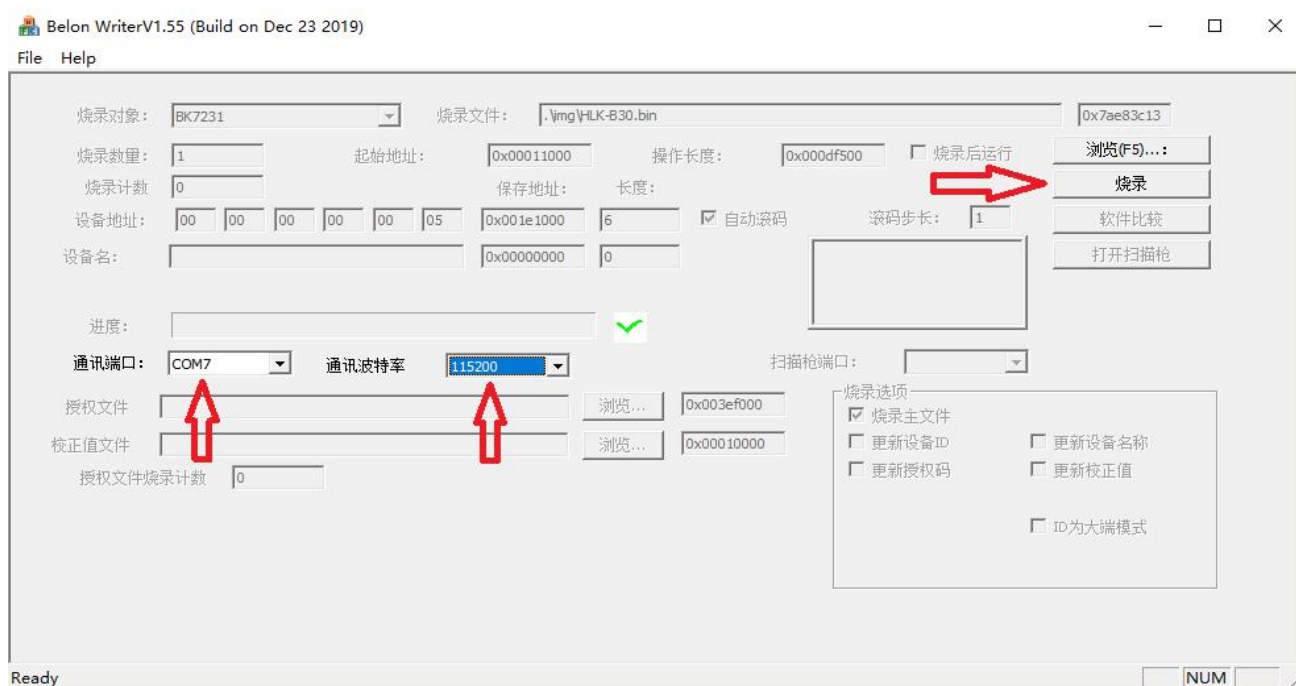 Belon WriterV1.55 (Build on Dec 23 2019)
File Help
烧录对象: BK7231 烧录文件: .\img\HLK-B30.bin 0x7ae83c13
烧录数量: 1 起始地址: 0x00011000 操作长度: 0x000df500 烧录后运行 浏览(F5)...:
烧录计数 0 保存地址: 长度: 烧录
设备地址: 00 00 00 00 00 05 0x001e1000 6 自动滚码 滚码步长: 1 软件比较
设备名: 0x00000000 0 打开扫描枪
进度:
通讯端口: COM7 通讯波特率 115200 扫描枪端口:
烧录选项
授权文件 浏览... 0x003ef000 烧录主文件
校正值文件 浏览... 0x00010000 更新设备ID 更新设备名称
授权文件烧录计数 0 更新授权码 更新校正值
ID为大端模式
Ready NUM